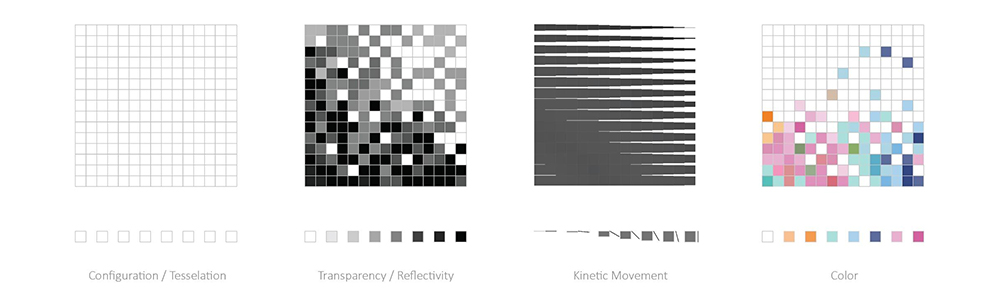 Configuration / Tesselation
Transparency / Reflectivity
Kinetic Movement
Color